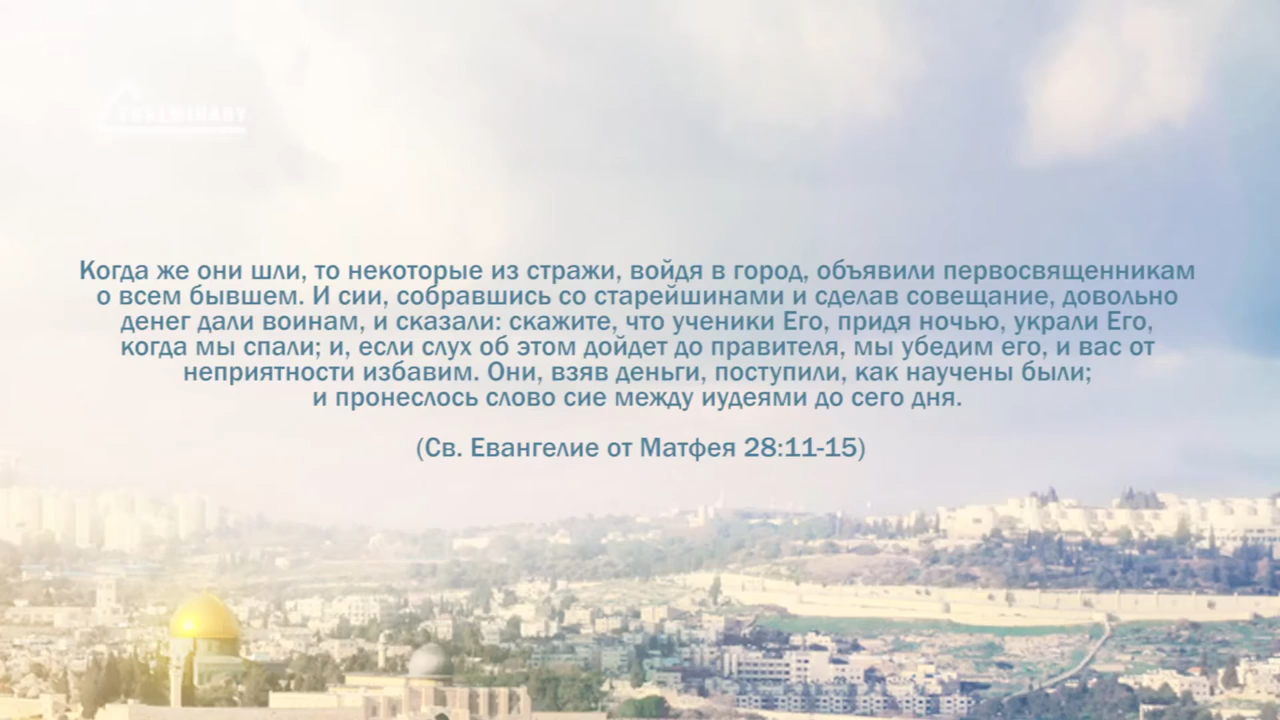 Когда же они шли, то некоторые из стражи, войдя в город, объявили первосвященникам
о всем бывшем. И сии, собравшись со старейшинами и сделав совещание, довольно
денег дали воинам, и сказали: скажите, что ученики Его, придя ночью, украли Его,
когда мы спали; и, если слух об этом дойдет до правителя, мы убедим его, и вас от
неприятности избавим. Они, взяв деньги, поступили, как научены были;
и пронеслось слово сие между иудеями до сего дня.
(Св. Евангелие от Матфея 28:11-15)